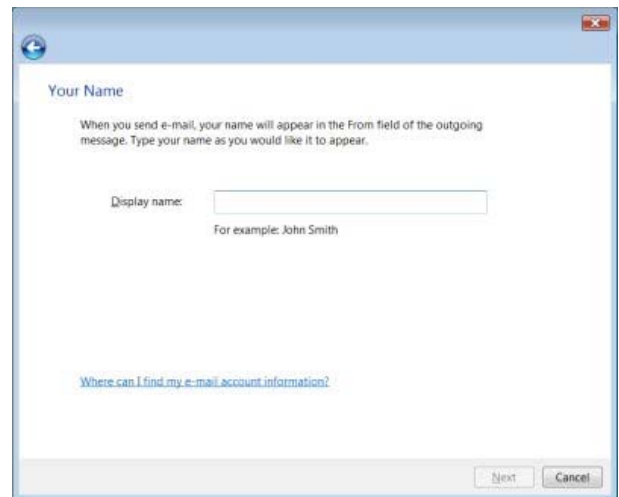 Your Name
When you send e-mail, your name will appear in the From field of the outgoing
message. Type your name as you would like it to appear.
Display name:
For example: John Smith
Where can I find my e-mail account information?
Next Cancel